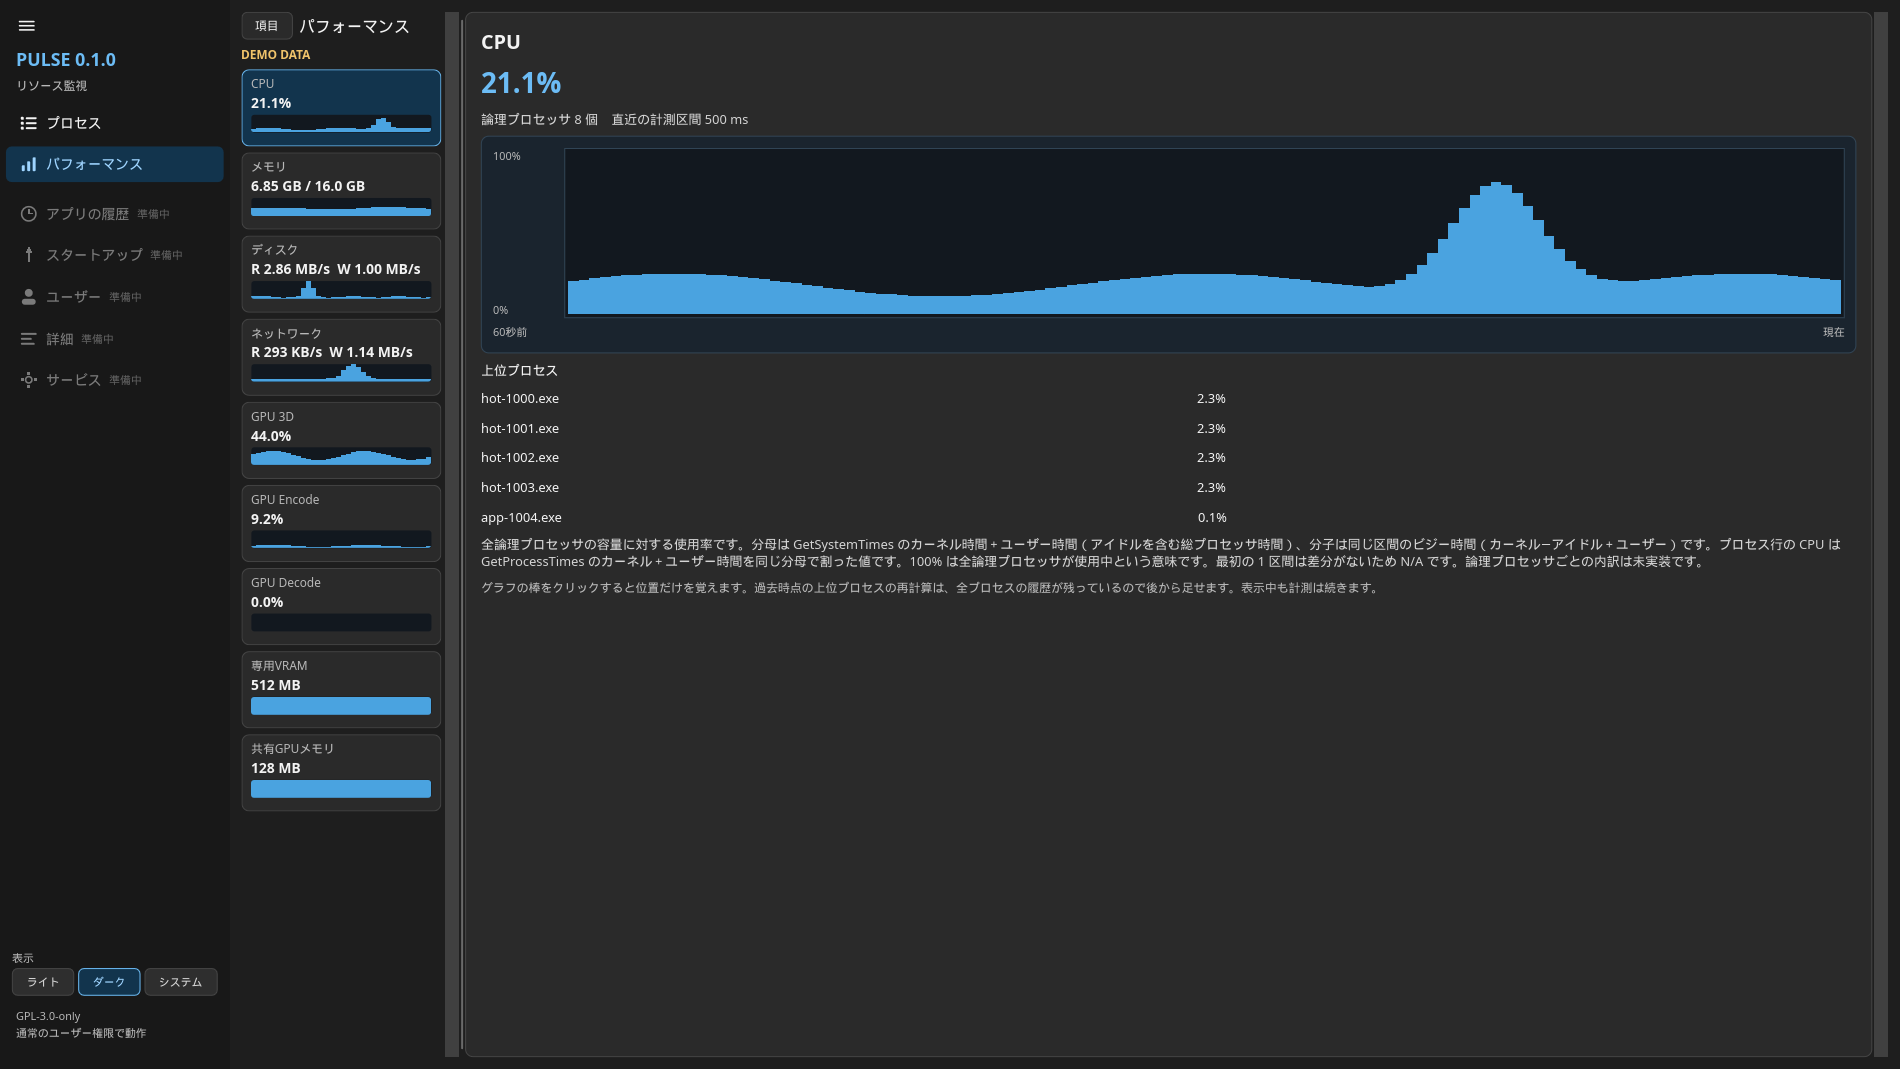 PULSE 0.1.0
リソース監視
プロセス
パフォーマンス
アプリの履歴 準備中
スタートアップ 準備中
ユーザー 準備中
詳細 準備中
サービス 準備中
表示
ライト
ダーク
システム
GPL-3.0-only
通常のユーザー権限で動作
項目
パフォーマンス
DEMO DATA
CPU
21.1%
メモリ
6.85 GB / 16.0 GB
ディスク
R 2.86 MB/s W 1.00 MB/s
ネットワーク
R 293 KB/s W 1.14 MB/s
GPU 3D
44.0%
GPU Encode
9.2%
GPU Decode
0.0%
専用VRAM
512 MB
共有GPUメモリ
128 MB
CPU
21.1%
論理プロセッサ 8 個 直近の計測区間 500 ms
100%
0%
60秒前
現在
上位プロセス
hot-1000.exe 2.3%
hot-1001.exe 2.3%
hot-1002.exe 2.3%
hot-1003.exe 2.3%
app-1004.exe 0.1%
全論理プロセッサの容量に対する使用率です。分母は GetSystemTimes のカーネル時間 + ユーザー時間 ( アイドルを含む総プロセッサ時間 ) 、分子は同じ区間のビジー時間 ( カーネル−アイドル + ユーザー ) です。プロセス行の CPU は
GetProcessTimes のカーネル + ユーザー時間を同じ分母で割った値です。100% は全論理プロセッサが使用中という意味です。最初の 1 区間は差分がないため N/A です。論理プロセッサごとの内訳は未実装です。
グラフの棒をクリックすると位置だけを覚えます。過去時点の上位プロセスの再計算は、全プロセスの履歴が残っているので後から足せます。表示中も計測は続きます。